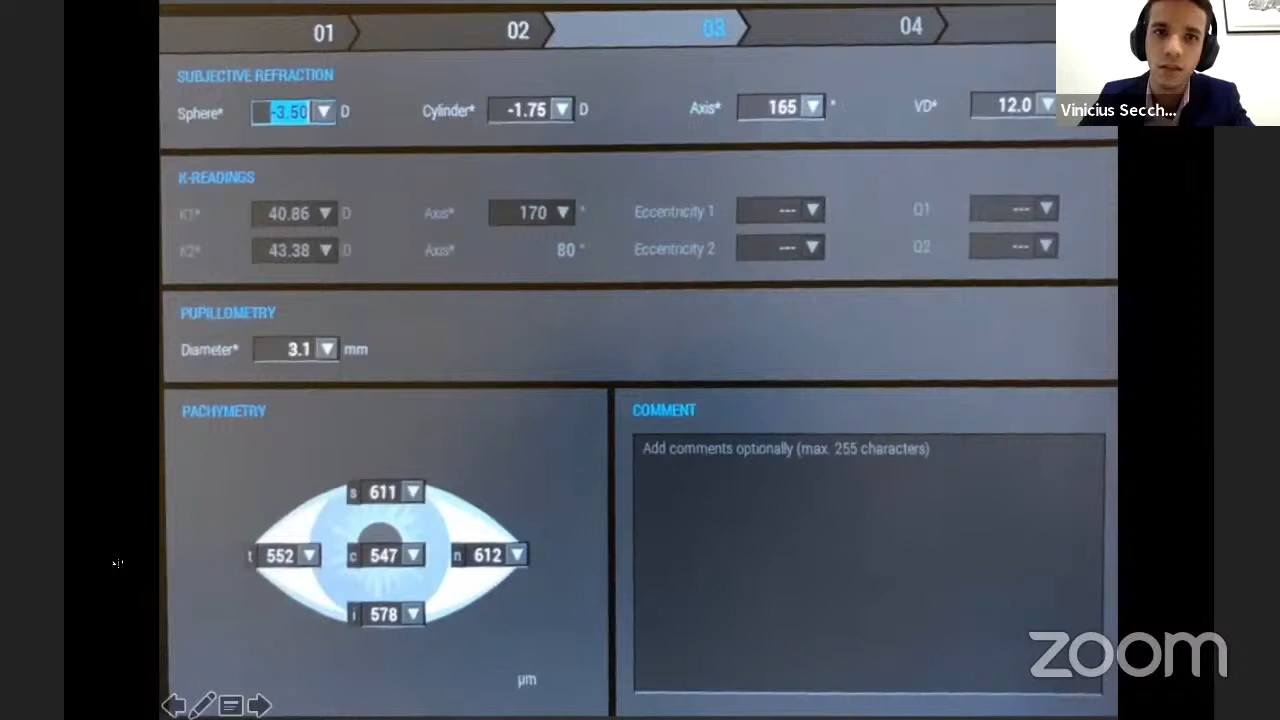 01 02 03 04
SUBJECTIVE REFRACTION
Sphere* -3.50 D Cylinder* -1.75 D Axis* 165 ° VD* 12.0
Vinicius Secch...
K-READINGS
K1* 40.86 D Axis* 170 ° Eccentricity 1 --- Q1 ---
K2* 43.38 D Axis* 80 ° Eccentricity 2 --- Q2 ---
PUPILLOMETRY
Diameter* 3.1 mm
PACHYMETRY
COMMENT
Add comments optionally (max. 255 characters)
s 611
t 552 c 547 n 612
i 578
µm
zoom